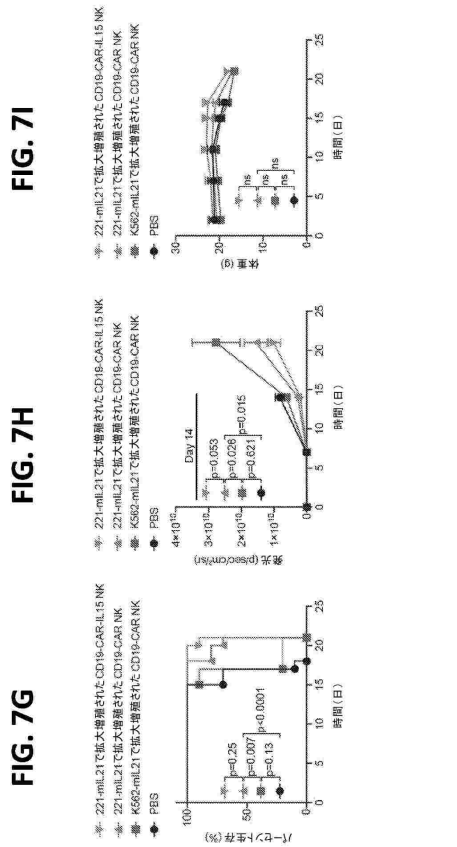 FIG. 7G
221-mIL21で拡大増殖されたCD19-CAR-IL15 NK
221-mIL21で拡大増殖されたCD19-CAR NK
K562-mIL21で拡大増殖されたCD19-CAR NK
PBS
パーセント生存(%)
100
50
0
p=0.25
p=0.007
p=0.13
p<0.0001
0 5 10 15 20 25
時間(日)
FIG. 7H
221-mIL21で拡大増殖されたCD19-CAR-IL15 NK
221-mIL21で拡大増殖されたCD19-CAR NK
K562-mIL21で拡大増殖されたCD19-CAR NK
PBS
発光(p/sec/cm²/sr)
4×10¹⁰
3×10¹⁰
2×10¹⁰
1×10¹⁰
0
Day 14
p=0.053
p=0.026
p=0.621
p=0.015
0 5 10 15 20 25
時間(日)
FIG. 7I
221-mIL21で拡大増殖されたCD19-CAR-IL15 NK
221-mIL21で拡大増殖されたCD19-CAR NK
K562-mIL21で拡大増殖されたCD19-CAR NK
PBS
体重(g)
30
20
10
0
ns
ns
ns
ns
0 5 10 15 20 25
時間(日)